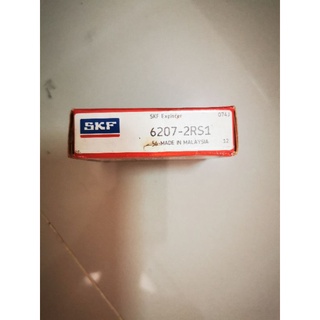 SKF Explorer
SKF
6207-2RS1
MADE IN MALAYSIA